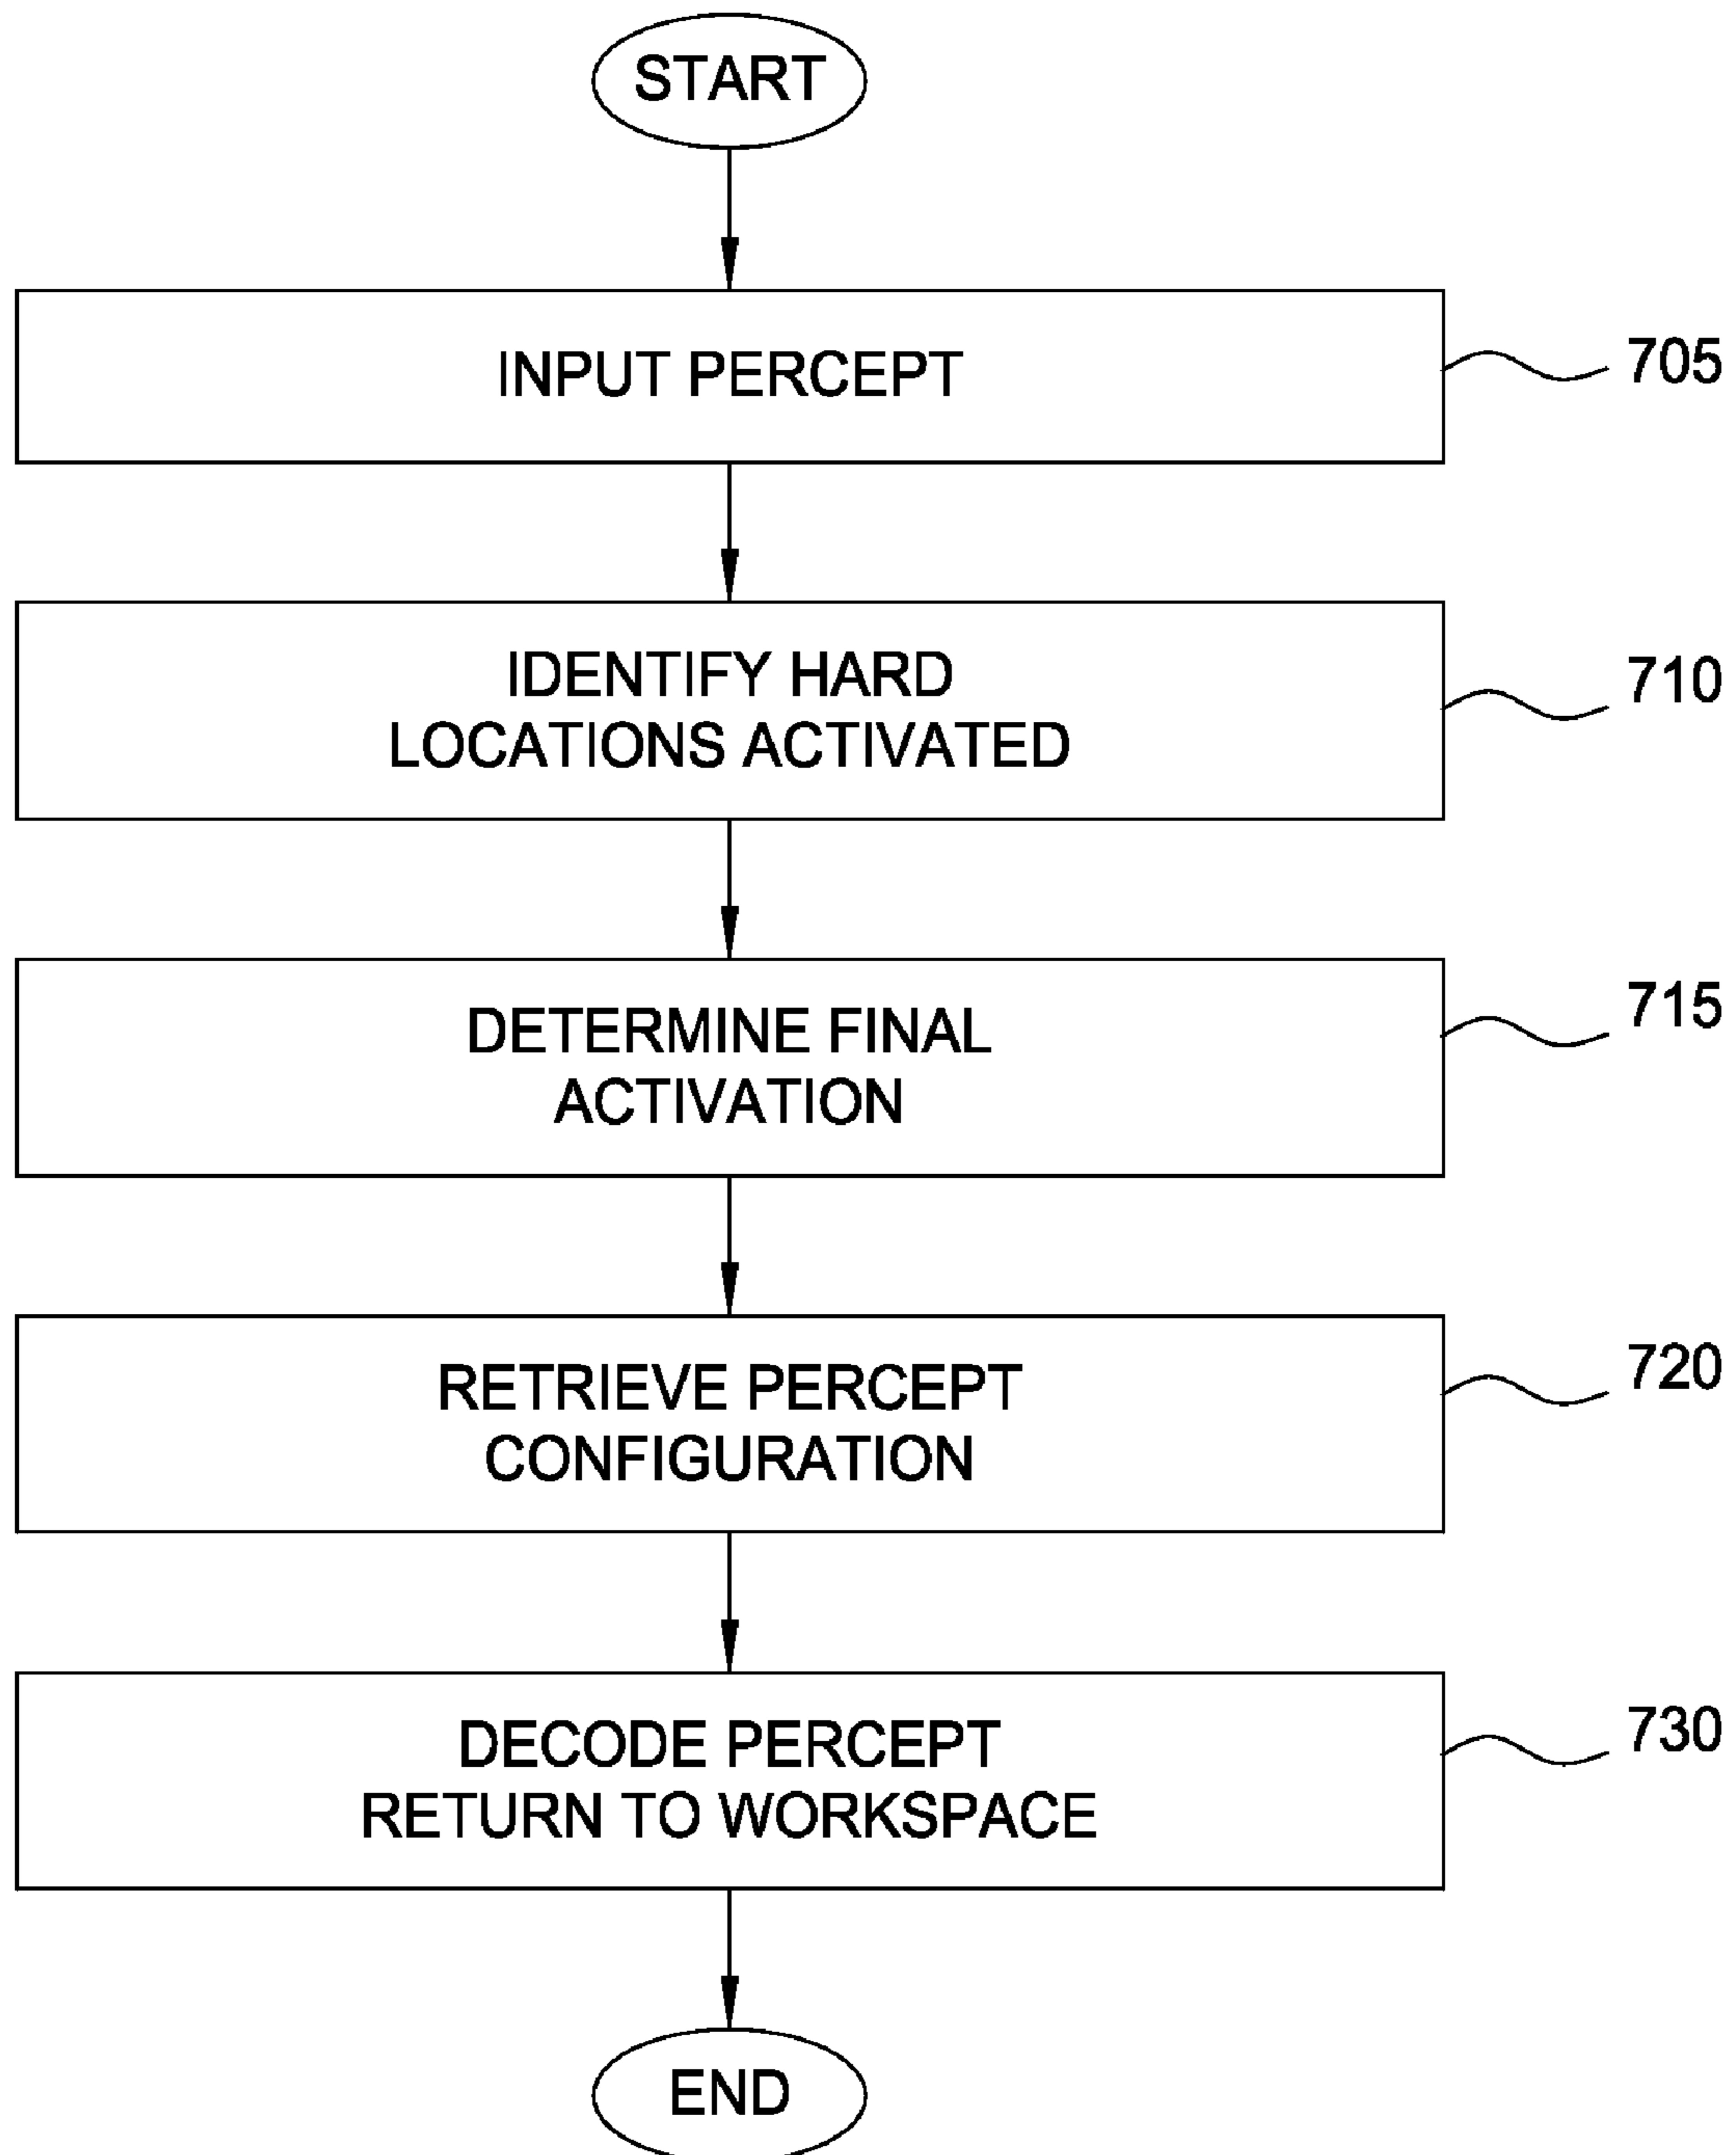 START
INPUT PERCEPT
705
IDENTIFY HARD
LOCATIONS ACTIVATED
710
DETERMINE FINAL
ACTIVATION
715
RETRIEVE PERCEPT
CONFIGURATION
720
DECODE PERCEPT
RETURN TO WORKSPACE
730
END